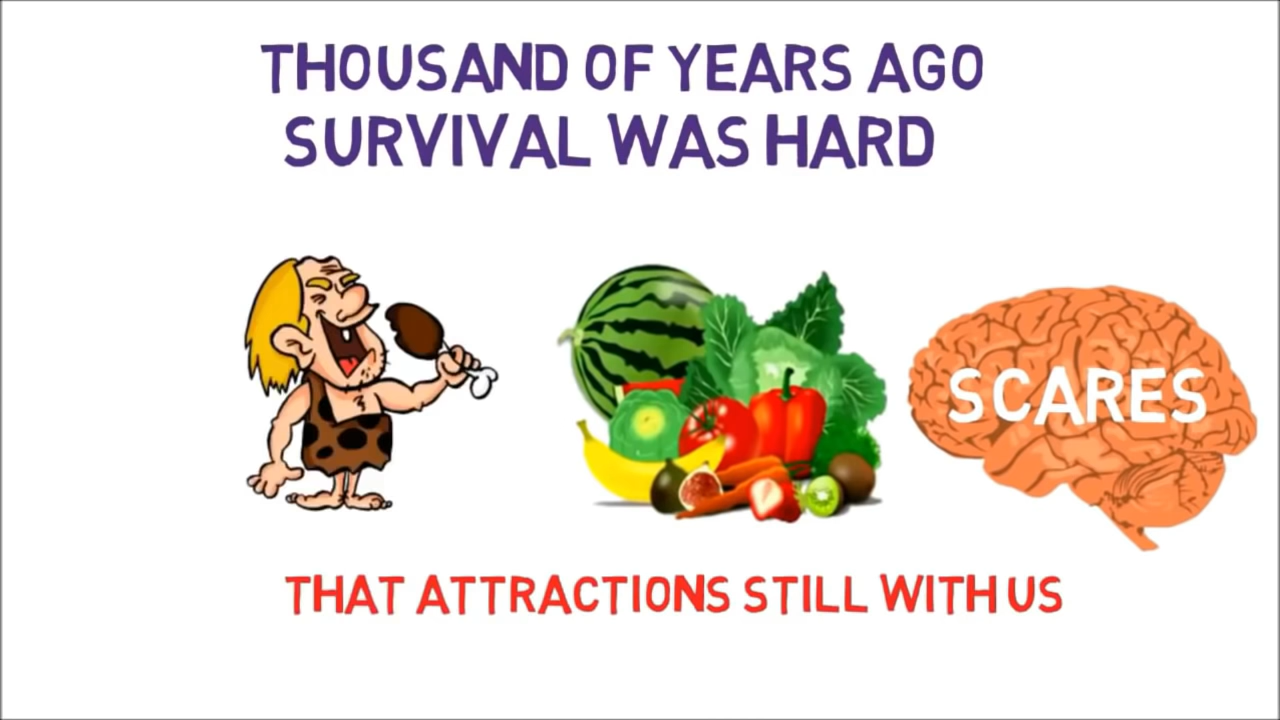 THOUSAND OF YEARS AGO
SURVIVAL WAS HARD
SCARES
THAT ATTRACTIONS STILL WITH US